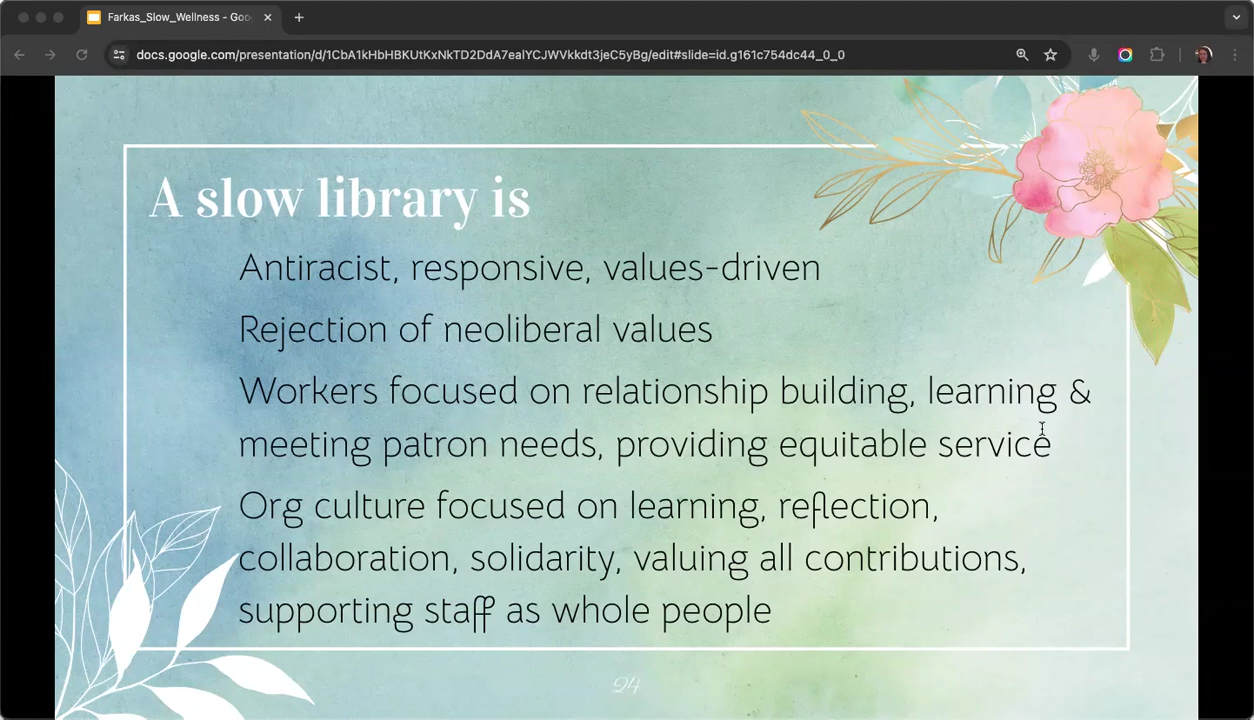 Farkas_Slow_Wellness - Goo
docs.google.com/presentation/d/1CbA1kHbHBKUtKxNkTD2DdA7ealYCJWVkkdt3jeC5yBg/edit#slide=id.g161c754dc44_0_0
A slow library is
Antiracist, responsive, values-driven
Rejection of neoliberal values
Workers focused on relationship building, learning &
meeting patron needs, providing equitable service
Org culture focused on learning, reflection,
collaboration, solidarity, valuing all contributions,
supporting staff as whole people
24